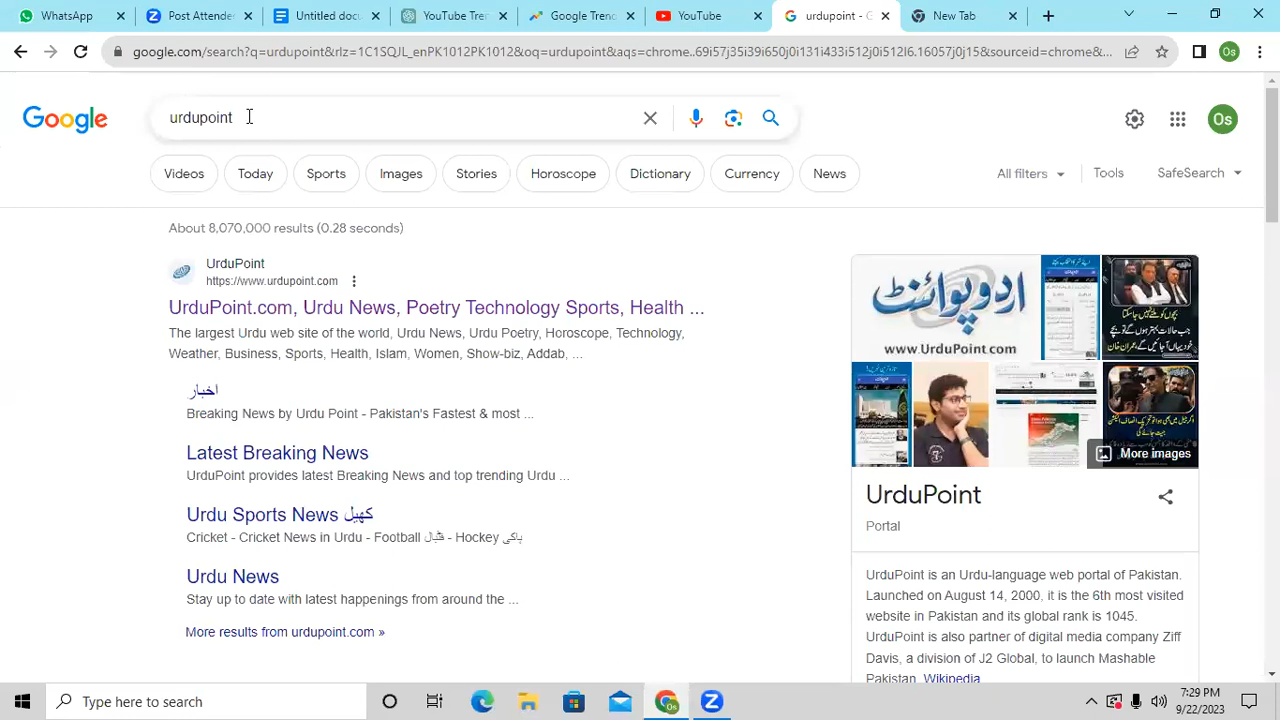 WhatsApp
Zoom
Untitled d
YouTube T
Google Tre
(1) YouTu
urdupoint - G
New Tab
google.com/search?q=urdupoint&rlz=1C1SQJL_enPK1012PK1012&oq=urdupoint&aqs=chrome..69i57j35i39i650j0i131i433i512j0i512l6.16057j0j15&sourceid=chrome&...
Os
Google
urdupoint
Os
Videos
Today
Sports
Images
Stories
Horoscope
Dictionary
Currency
News
All filters
Tools
SafeSearch
About 8,070,000 results (0.28 seconds)
UrduPoint
https://www.urdupoint.com
UrduPoint.com, Urdu News, Poetry Technology Sports, Health ...
The largest Urdu web site of the world, Urdu News, Urdu Poetry, Horoscope, Technology,
Weather, Business, Sports, Health, Islam, Women, Show-biz, Addab, ...
اخبار
Breaking News by Urdu Point - Pakistan's Fastest & most ...
Latest Breaking News
UrduPoint provides latest Breaking News and top trending Urdu ...
Urdu Sports News کھیل
Cricket - Cricket News in Urdu - Football فٹبال - Hockey ہاکی
Urdu News
Stay up to date with latest happenings from around the ...
More results from urdupoint.com »
اردو پوائنٹ
www.UrduPoint.com
More images
UrduPoint
Portal
UrduPoint is an Urdu-language web portal of Pakistan.
Launched on August 14, 2000, it is the 6th most visited
website in Pakistan and its global rank is 1045.
UrduPoint is also partner of digital media company Ziff
Davis, a division of J2 Global, to launch Mashable
Pakistan. Wikipedia
Type here to search
7:29 PM
9/22/2023